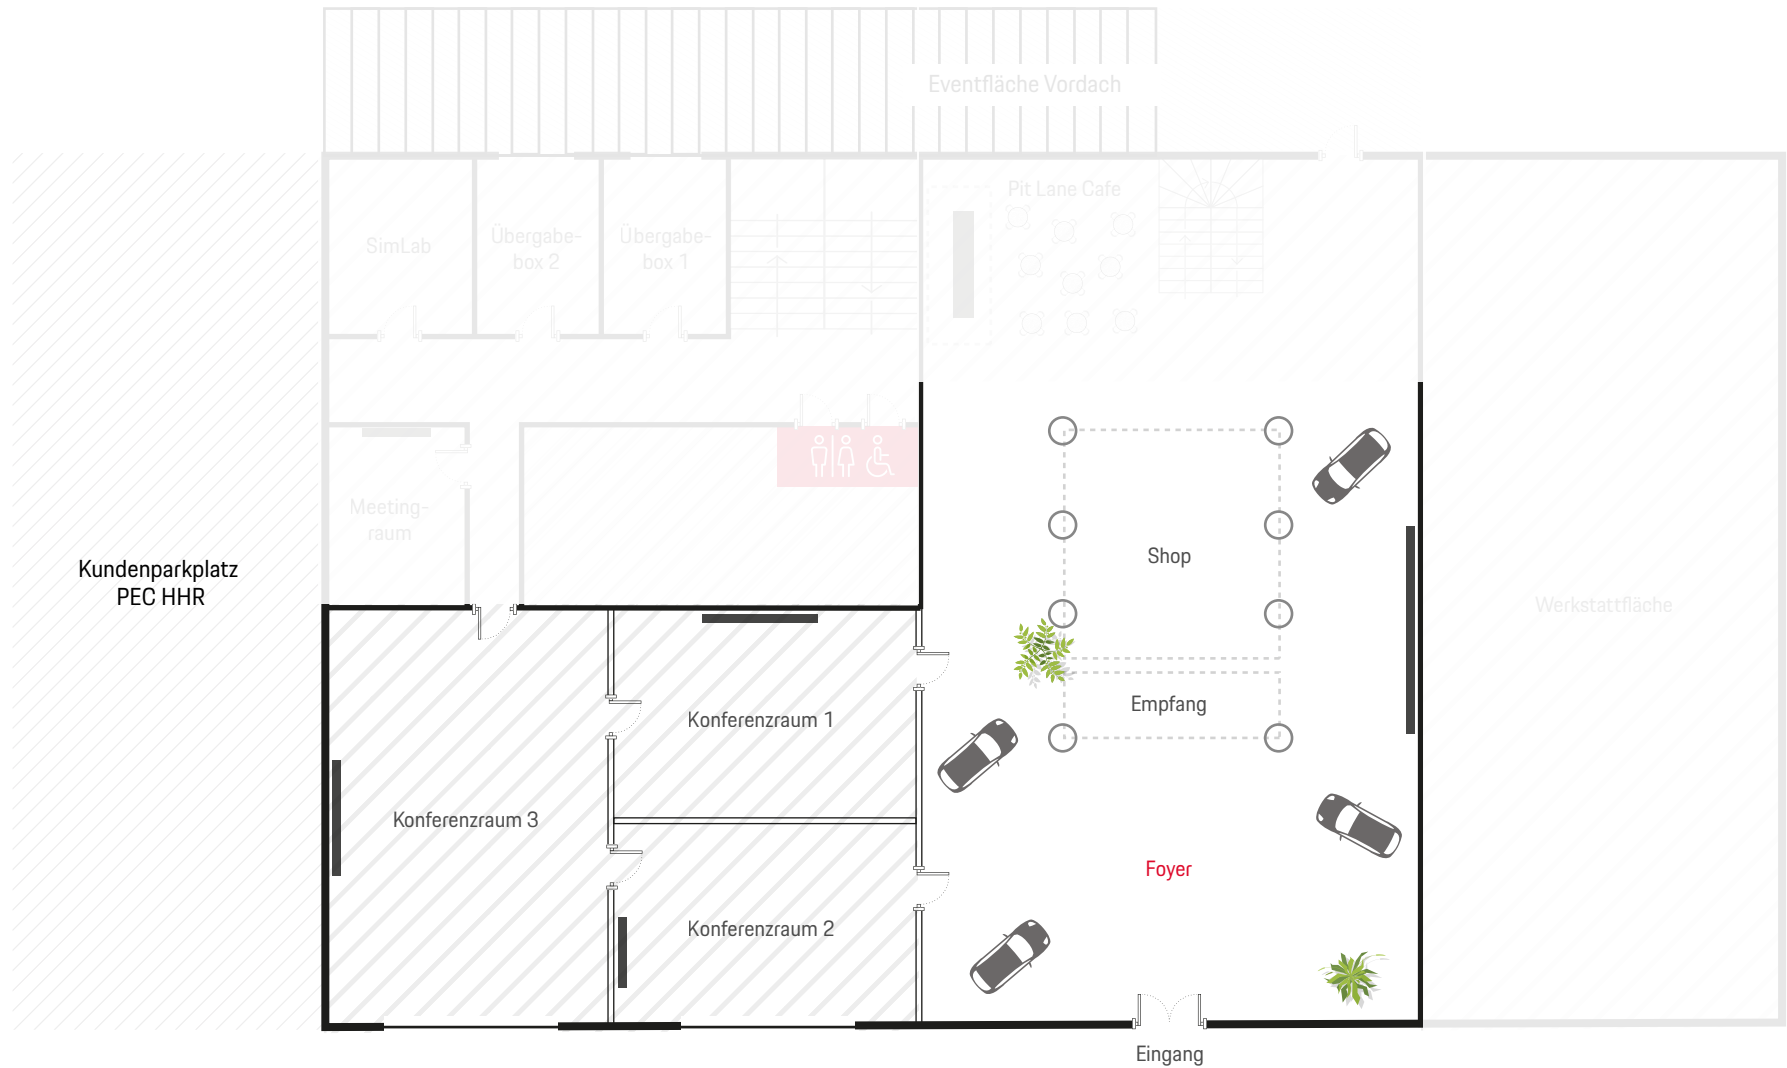 Eventfläche Vordach
Pit Lane Cafe
SimLab
Übergabe-
box 2
Übergabe-
box 1
Meeting-
raum
Kundenparkplatz
PEC HHR
Shop
Werkstattfläche
Empfang
Konferenzraum 1
Konferenzraum 3
Foyer
Konferenzraum 2
Eingang